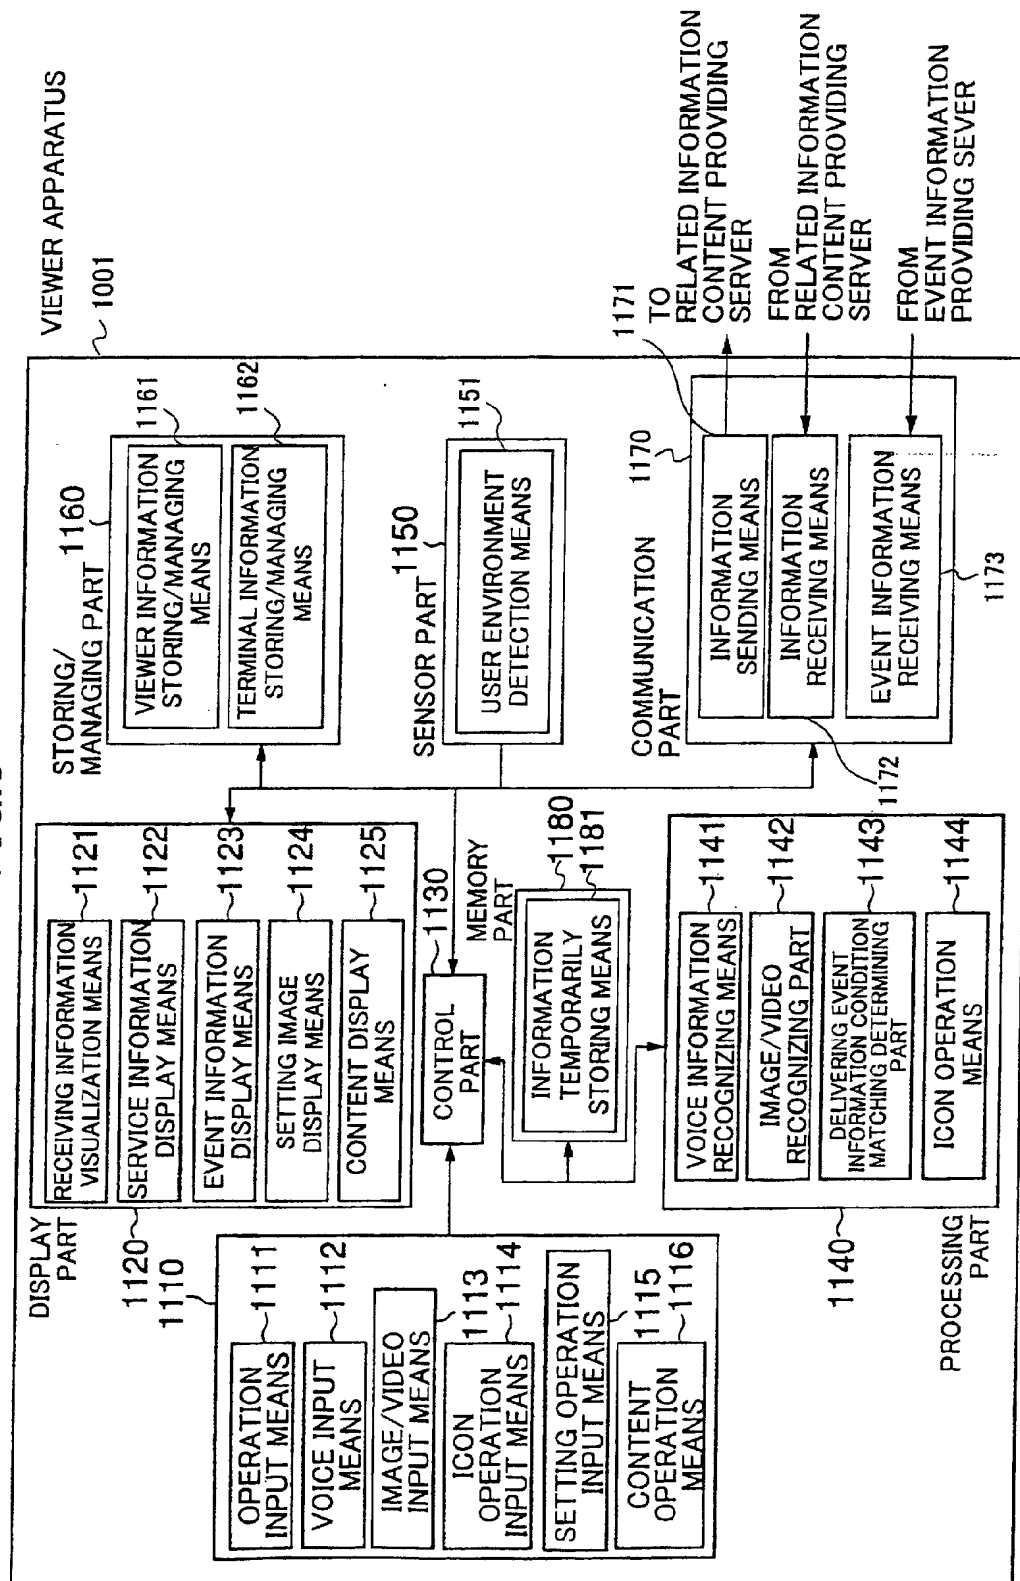 VIEWER APPARATUS
1001
DISPLAY
PART
1120
RECEIVING INFORMATION
VISUALIZATION MEANS
1121
SERVICE INFORMATION
DISPLAY MEANS
1122
EVENT INFORMATION
DISPLAY MEANS
1123
SETTING IMAGE
DISPLAY MEANS
1124
CONTENT DISPLAY
MEANS
1125
STORING/
MANAGING PART
1160
VIEWER INFORMATION
STORING/MANAGING
MEANS
1161
TERMINAL INFORMATION
STORING/MANAGING
MEANS
1162
1110
OPERATION
INPUT MEANS
1111
VOICE INPUT
MEANS
1112
IMAGE/VIDEO
INPUT MEANS
1113
ICON
OPERATION
INPUT MEANS
1114
SETTING OPERATION
INPUT MEANS
1115
CONTENT
OPERATION
MEANS
1116
CONTROL
PART
1130
MEMORY
PART
1180
INFORMATION
TEMPORARILY
STORING MEANS
1181
SENSOR PART
1150
USER ENVIRONMENT
DETECTION MEANS
1151
PROCESSING
PART
1140
VOICE INFORMATION
RECOGNIZING MEANS
1141
IMAGE/VIDEO
RECOGNIZING PART
1142
DELIVERING EVENT
INFORMATION CONDITION
MATCHING DETERMINING
PART
1143
ICON OPERATION
MEANS
1144
COMMUNICATION
PART
1170
INFORMATION
SENDING MEANS
1171
INFORMATION
RECEIVING MEANS
1172
EVENT INFORMATION
RECEIVING MEANS
1173
TO
RELATED INFORMATION
CONTENT PROVIDING
SERVER
FROM
RELATED INFORMATION
CONTENT PROVIDING
SERVER
FROM
EVENT INFORMATION
PROVIDING SEVER